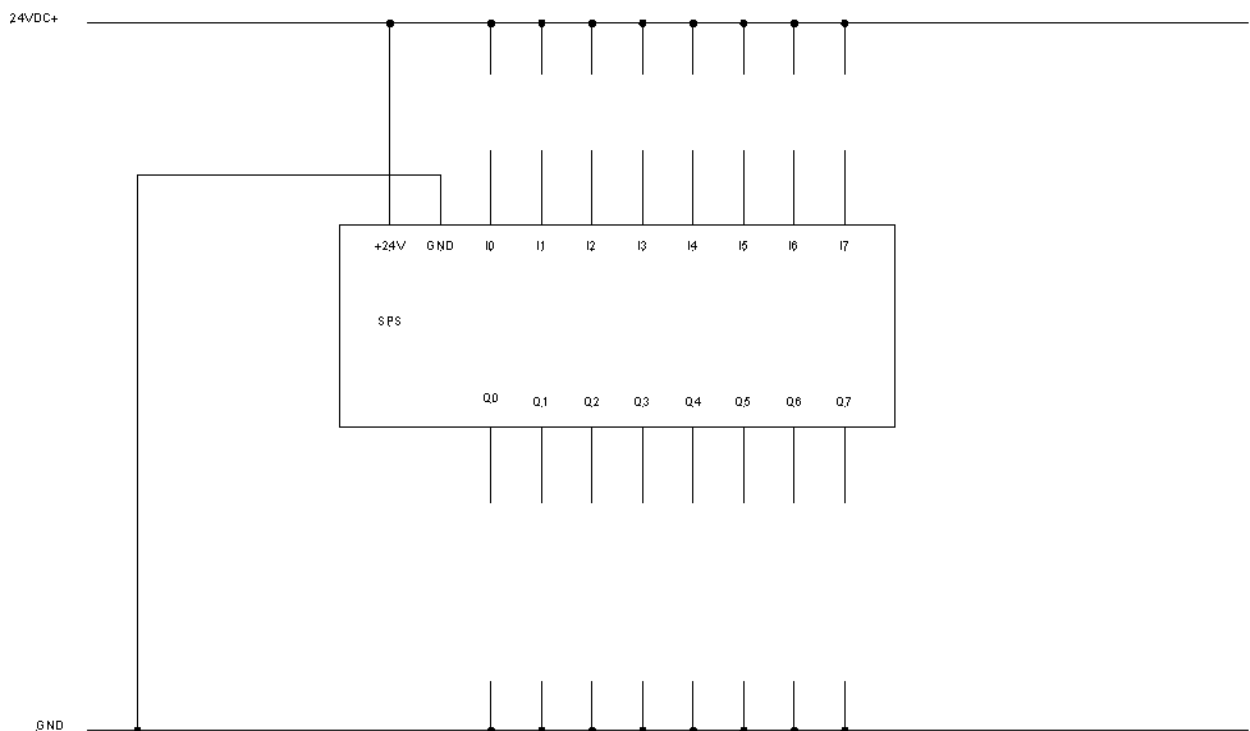 24VDC+
+24V GND I0 I1 I2 I3 I4 I5 I6 I7
SPS
Q0 Q1 Q2 Q3 Q4 Q5 Q6 Q7
GND